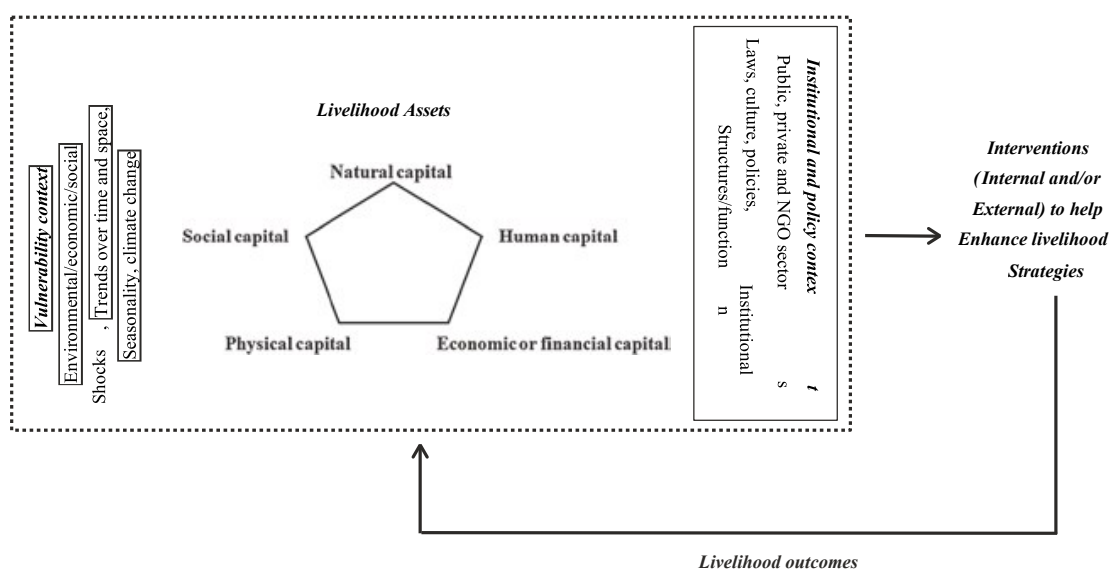 Vulnerability context
Environmental/economic/social
Shocks , Trends over time and space,
Seasonality, climate change
Livelihood Assets
Natural capital
Social capital
Human capital
Physical capital
Economic or financial capital
Institutional and policy contex t
Public, private and NGO sector s
Laws, culture, policies, Institutional
Structures/function n
Interventions
(Internal and/or
External) to help
Enhance livelihood
Strategies
Livelihood outcomes